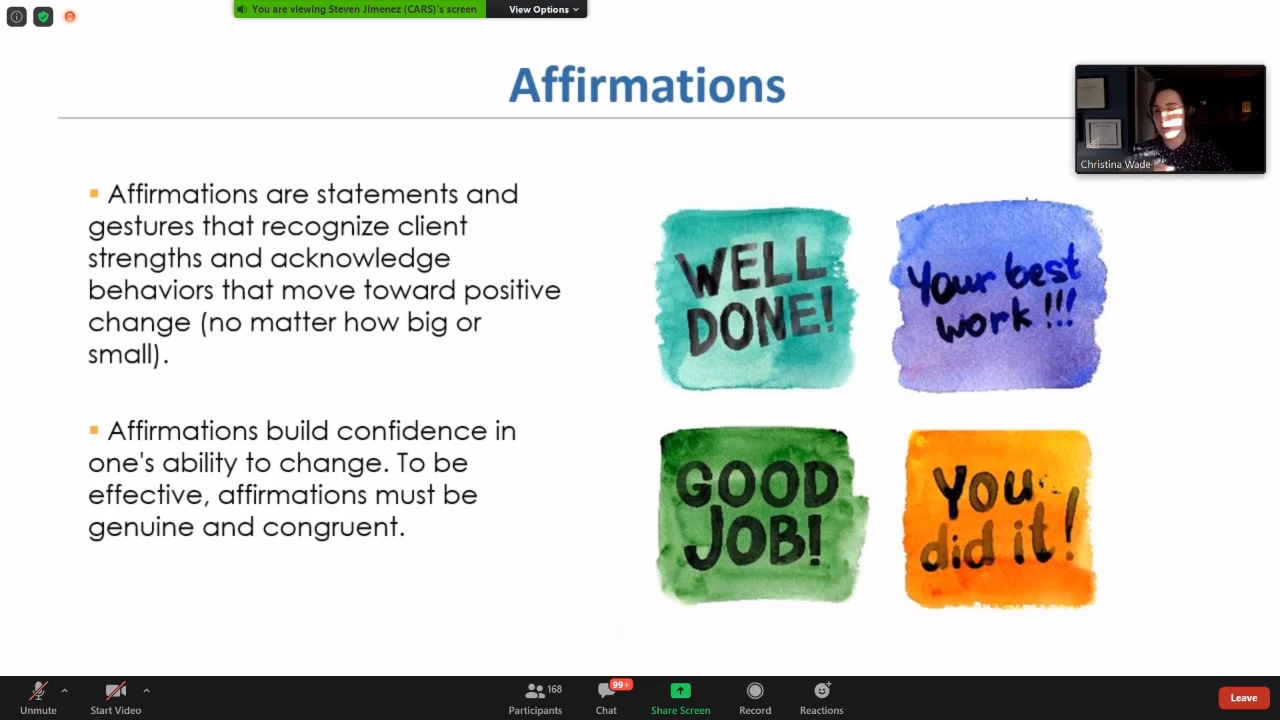 You are viewing Steven Jimenez (CARS)'s screen
View Options
Affirmations
Christina Wade
▪ Affirmations are statements and
gestures that recognize client
strengths and acknowledge
behaviors that move toward positive
change (no matter how big or
small).
▪ Affirmations build confidence in
one's ability to change. To be
effective, affirmations must be
genuine and congruent.
WELL
DONE!
Your best
work !!!
GOOD
JOB!
You
did it!
Unmute
Start Video
168
Participants
99+
Chat
Share Screen
Record
Reactions
Leave